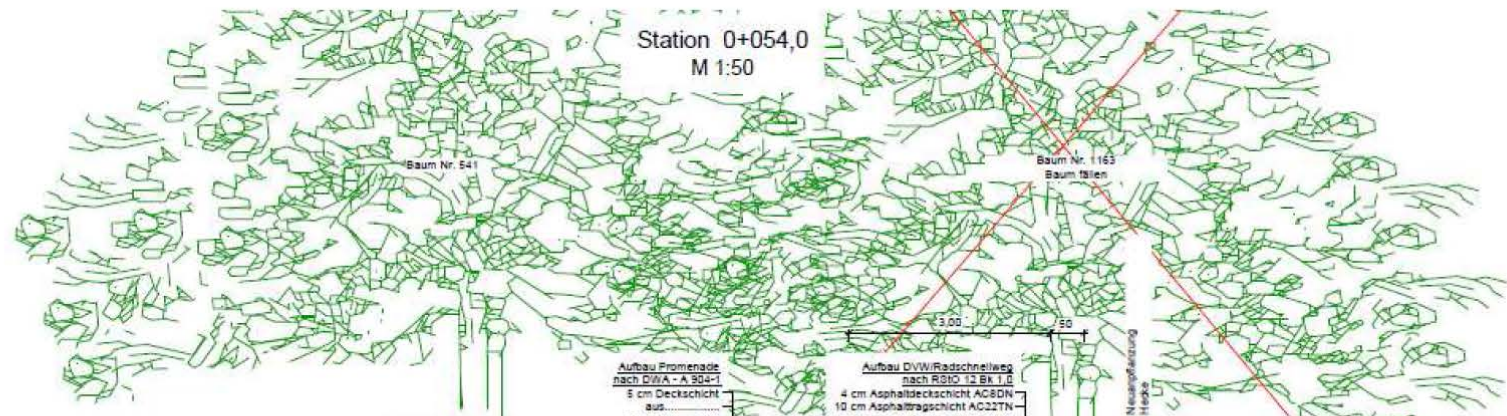 Station 0+054,0
M 1:50
Baum Nr. 541
Baum Nr. 1163
Baum fällen
3,00
50
Aufbau Promenade
nach DWA - A 904-1
5 cm Deckschicht
aus...............
Aufbau DVW/Radschnellweg
nach RStO 12 Bk 1,0
4 cm Asphaltdeckschicht AC8DN
10 cm Asphalttragschicht AC22TN
Neuanpflanzung
Hecke